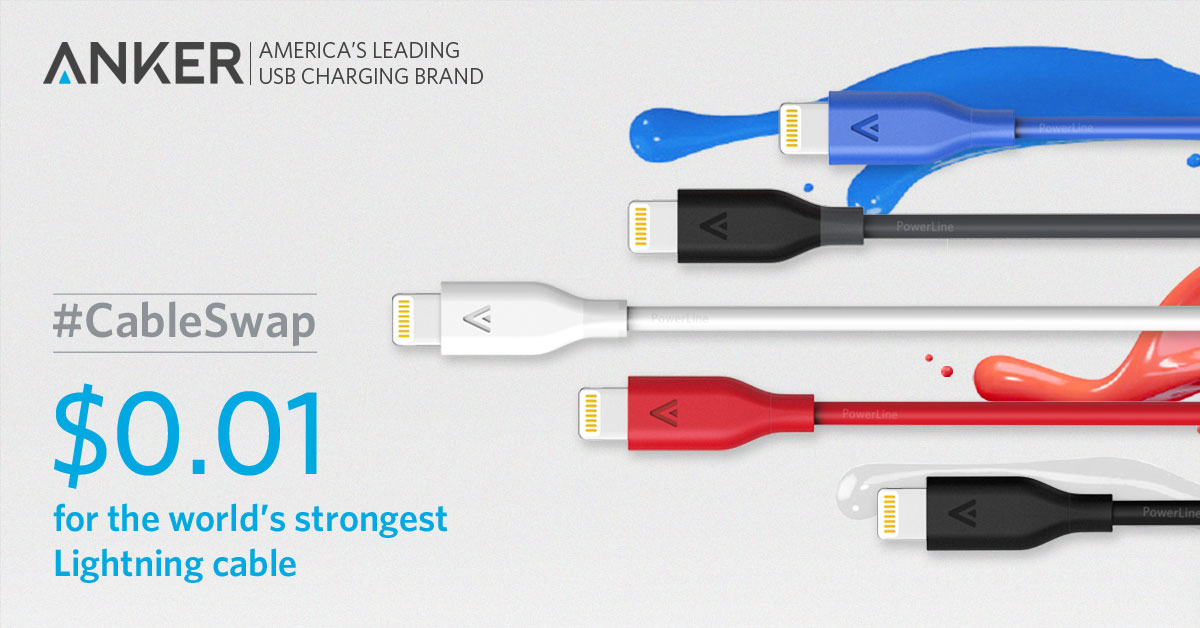 ANKER
AMERICA'S LEADING
USB CHARGING BRAND
PowerLine
PowerLine
#CableSwap
PowerLine
$0.01
PowerLine
for the world's strongest
PowerLine
Lightning cable